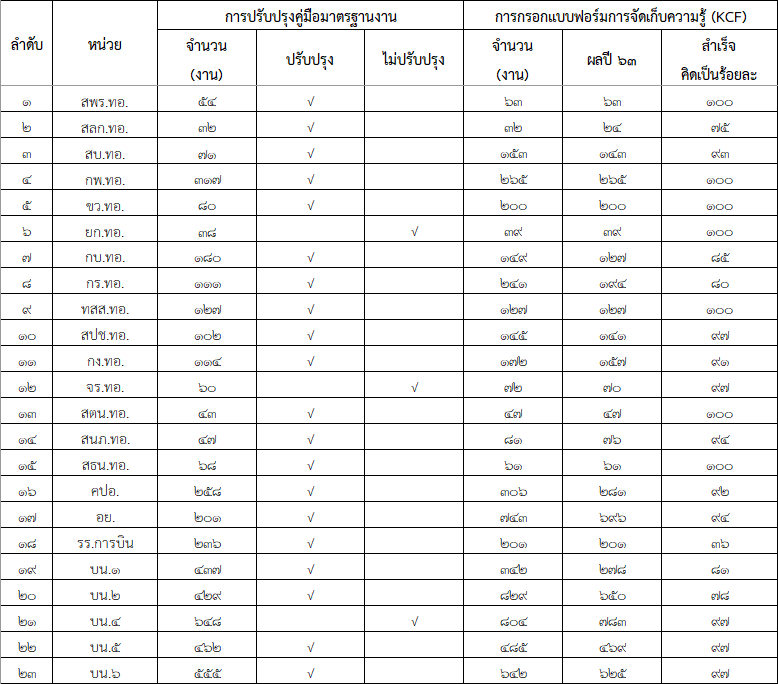 ลำดับ หน่วย การปรับปรุงคู่มือมาตรฐานงาน การกรอกแบบฟอร์มการจัดเก็บความรู้ (KCF)
จำนวน (งาน) ปรับปรุง ไม่ปรับปรุง จำนวน (งาน) ผลปี ๖๓ สำเร็จ คิดเป็นร้อยละ
๑ สพร.ทอ. ๕๔ √ ๖๓ ๖๓ ๑๐๐
๒ สลก.ทอ. ๓๒ √ ๓๒ ๒๔ ๗๕
๓ สบ.ทอ. ๗๑ √ ๑๕๓ ๑๔๓ ๙๓
๔ กพ.ทอ. ๓๑๗ √ ๒๖๕ ๒๖๕ ๑๐๐
๕ ขว.ทอ. ๘๐ √ ๒๐๐ ๒๐๐ ๑๐๐
๖ ยก.ทอ. ๓๘ √ ๓๙ ๓๙ ๑๐๐
๗ กบ.ทอ. ๑๘๐ √ ๑๔๙ ๑๒๗ ๘๕
๘ กร.ทอ. ๑๑๑ √ ๒๔๑ ๑๙๔ ๘๐
๙ ทสส.ทอ. ๑๒๗ √ ๑๒๗ ๑๒๗ ๑๐๐
๑๐ สปช.ทอ. ๑๐๒ √ ๑๔๕ ๑๔๑ ๙๗
๑๑ กง.ทอ. ๑๑๔ √ ๑๗๒ ๑๕๗ ๙๑
๑๒ จร.ทอ. ๖๐ √ ๗๒ ๗๐ ๙๗
๑๓ สตน.ทอ. ๔๓ √ ๔๗ ๔๗ ๑๐๐
๑๔ สนภ.ทอ. ๔๗ √ ๘๑ ๗๖ ๙๔
๑๕ สธน.ทอ. ๖๘ √ ๖๑ ๖๑ ๑๐๐
๑๖ คปอ. ๒๕๘ √ ๓๐๖ ๒๘๑ ๙๒
๑๗ อย. ๒๐๑ √ ๗๔๓ ๖๙๖ ๙๔
๑๘ รร.การบิน ๒๓๖ √ ๒๐๑ ๒๐๑ ๓๖
๑๙ บน.๑ ๔๓๗ √ ๓๔๒ ๒๗๘ ๘๑
๒๐ บน.๒ ๔๒๙ √ ๘๒๙ ๖๕๐ ๗๘
๒๑ บน.๔ ๖๔๘ √ ๘๐๔ ๗๘๓ ๙๗
๒๒ บน.๕ ๔๖๒ √ ๔๘๕ ๔๖๙ ๙๗
๒๓ บน.๖ ๕๕๕ √ ๖๔๒ ๖๒๕ ๙๗